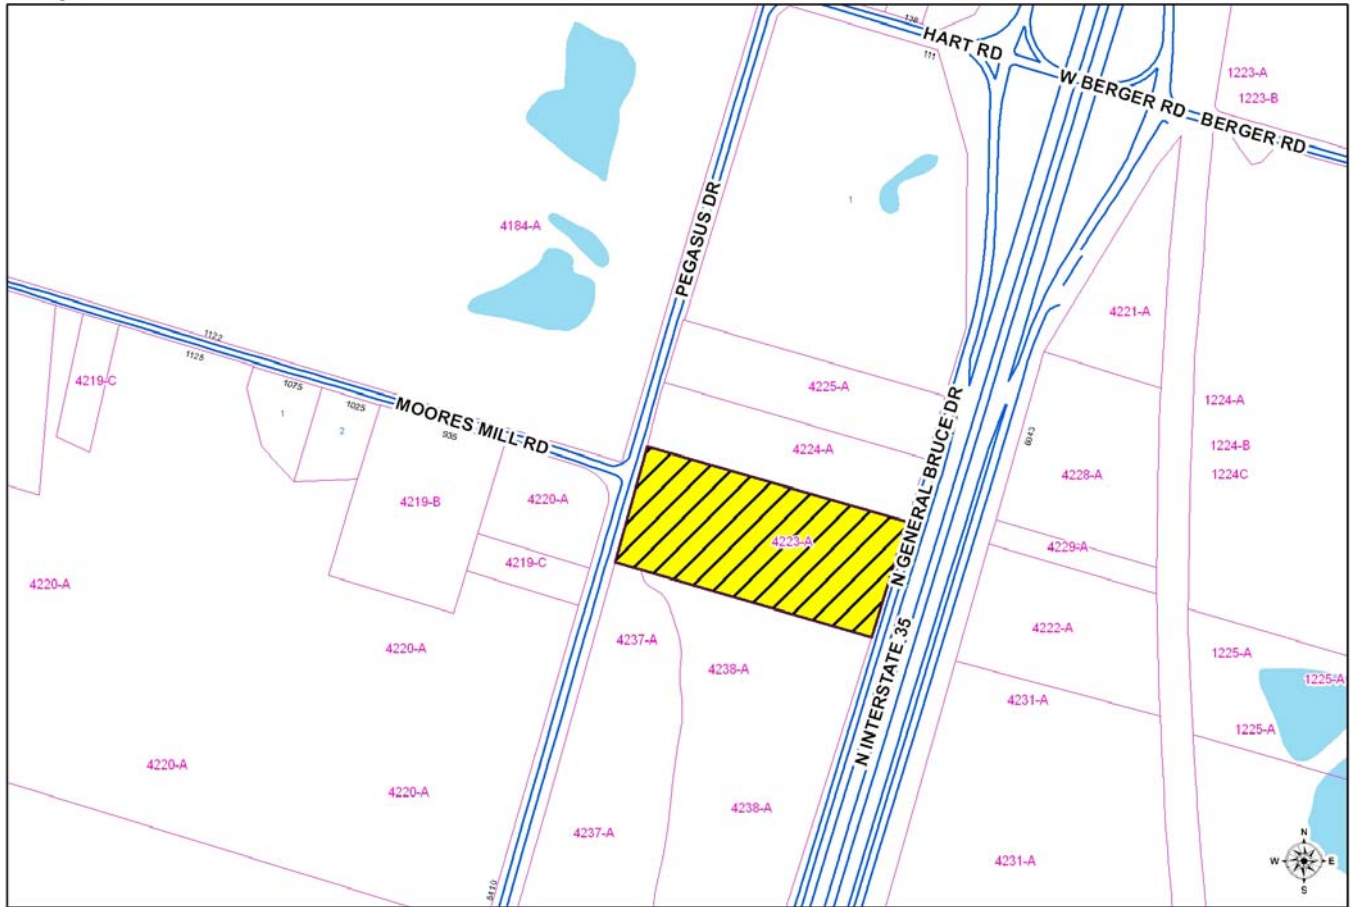 138
HART RD
111
W BERGER RD
BERGER RD
1223-A
1223-B
PEGASUS DR
1
4184-A
4221-A
1122
1125
4219-C
1075
1025
MOORES MILL RD
935
1
2
4225-A
4224-A
N GENERAL BRUCE DR
6043
1224-A
1224-B
1224C
4228-A
4219-B
4220-A
4223-A
4229-A
4219-C
4220-A
4220-A
4237-A
4238-A
4222-A
1225-A
1225-A
4231-A
N INTERSTATE 35
1225-A
4220-A
4220-A
4238-A
4237-A
4231-A
N
W E
S